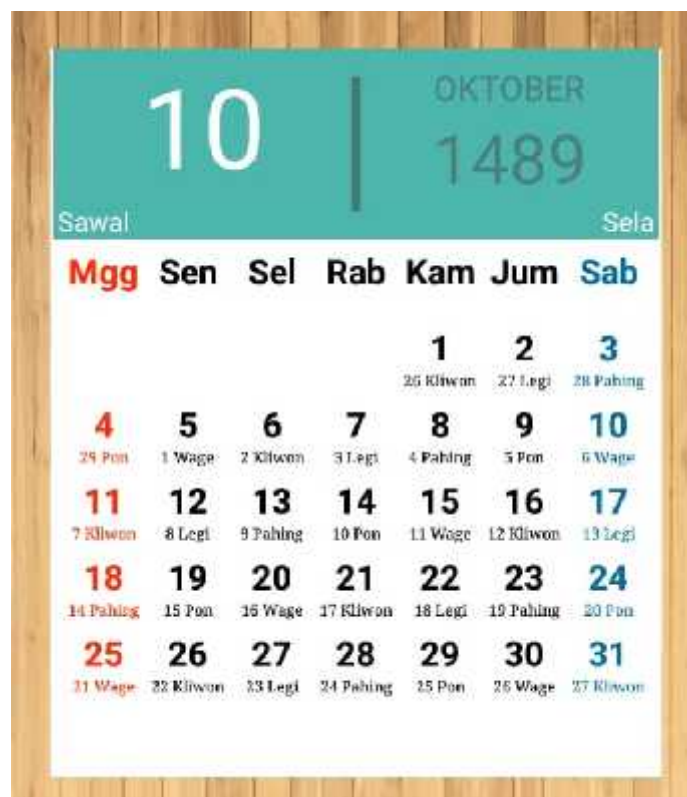 10 OKTOBER
1489
Sawal Sela
Mgg Sen Sel Rab Kam Jum Sab
1 2 3
26 Kliwon 27 Legi 28 Pahing
4 5 6 7 8 9 10
29 Pon 1 Wage 2 Kliwon 3 Legi 4 Pahing 5 Pon 6 Wage
11 12 13 14 15 16 17
7 Kliwon 8 Legi 9 Pahing 10 Pon 11 Wage 12 Kliwon 13 Legi
18 19 20 21 22 23 24
14 Pahing 15 Pon 16 Wage 17 Kliwon 18 Legi 19 Pahing 20 Pon
25 26 27 28 29 30 31
21 Wage 22 Kliwon 23 Legi 24 Pahing 25 Pon 26 Wage 27 Kliwon